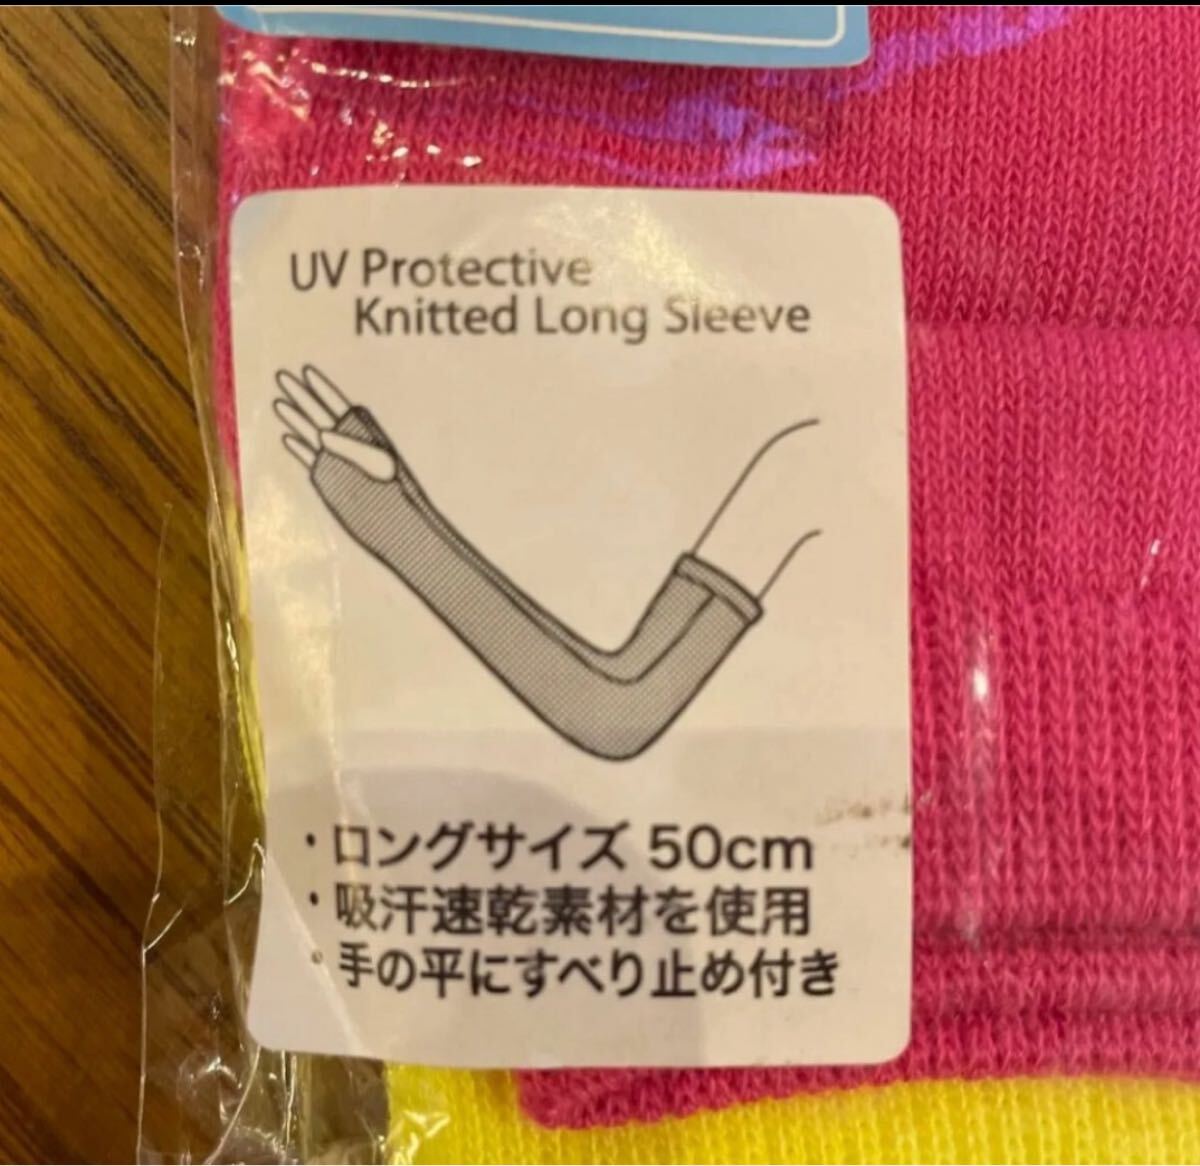 UV Protective
Knitted Long Sleeve
・ロングサイズ 50cm
・吸汗速乾素材を使用
・手の平にすべり止め付き